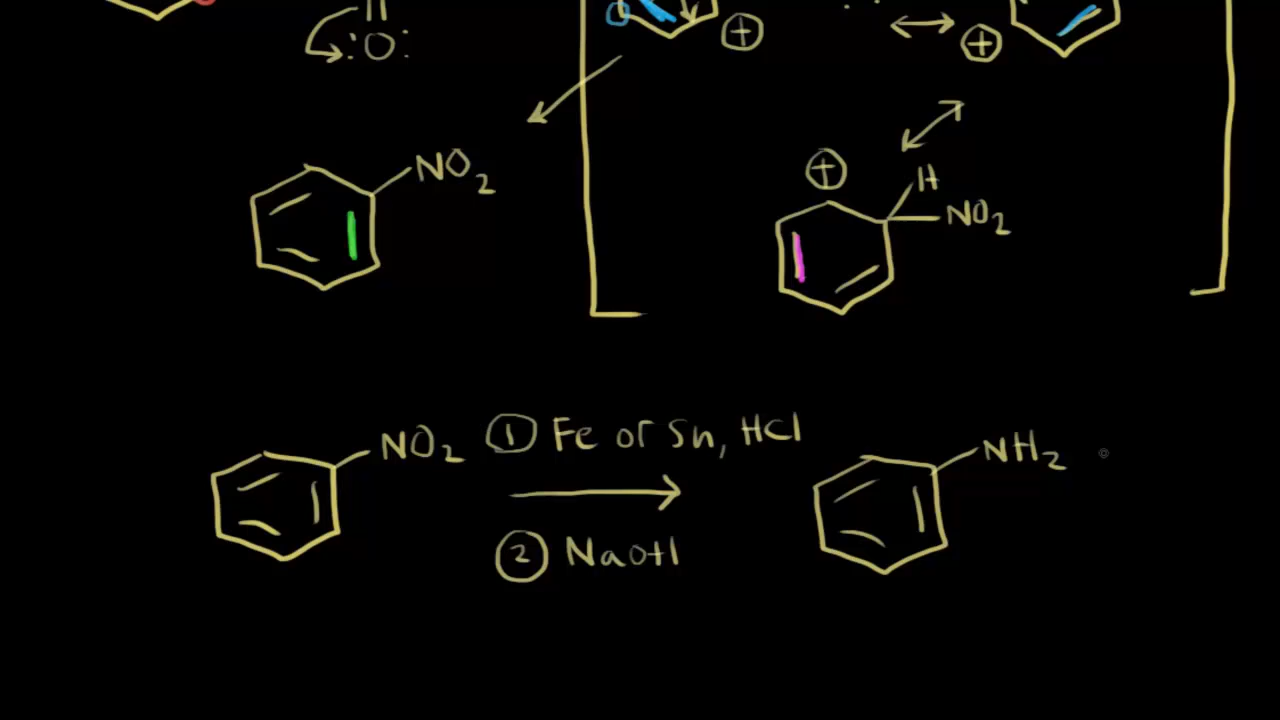 :O:
+
+
NO2
+
H
NO2
NO2
1 Fe or Sn, HCl
NH2
2 NaOH